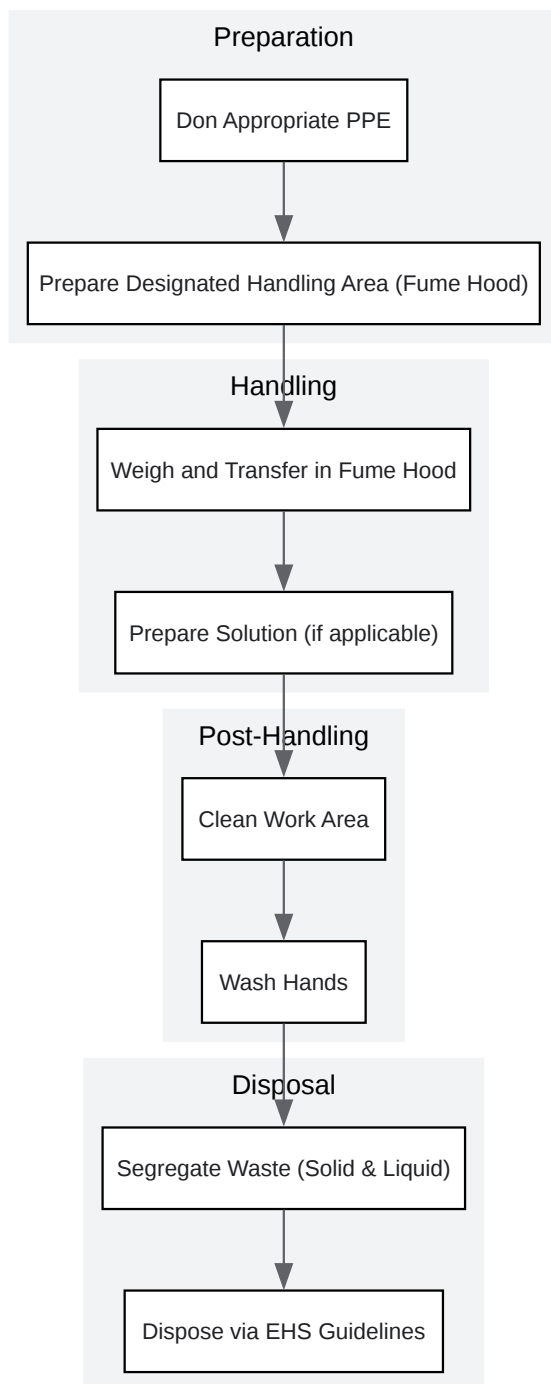 Preparation
Don Appropriate PPE
Prepare Designated Handling Area (Fume Hood)
Handling
Weigh and Transfer in Fume Hood
Prepare Solution (if applicable)
Post-Handling
Clean Work Area
Wash Hands
Disposal
Segregate Waste (Solid & Liquid)
Dispose via EHS Guidelines